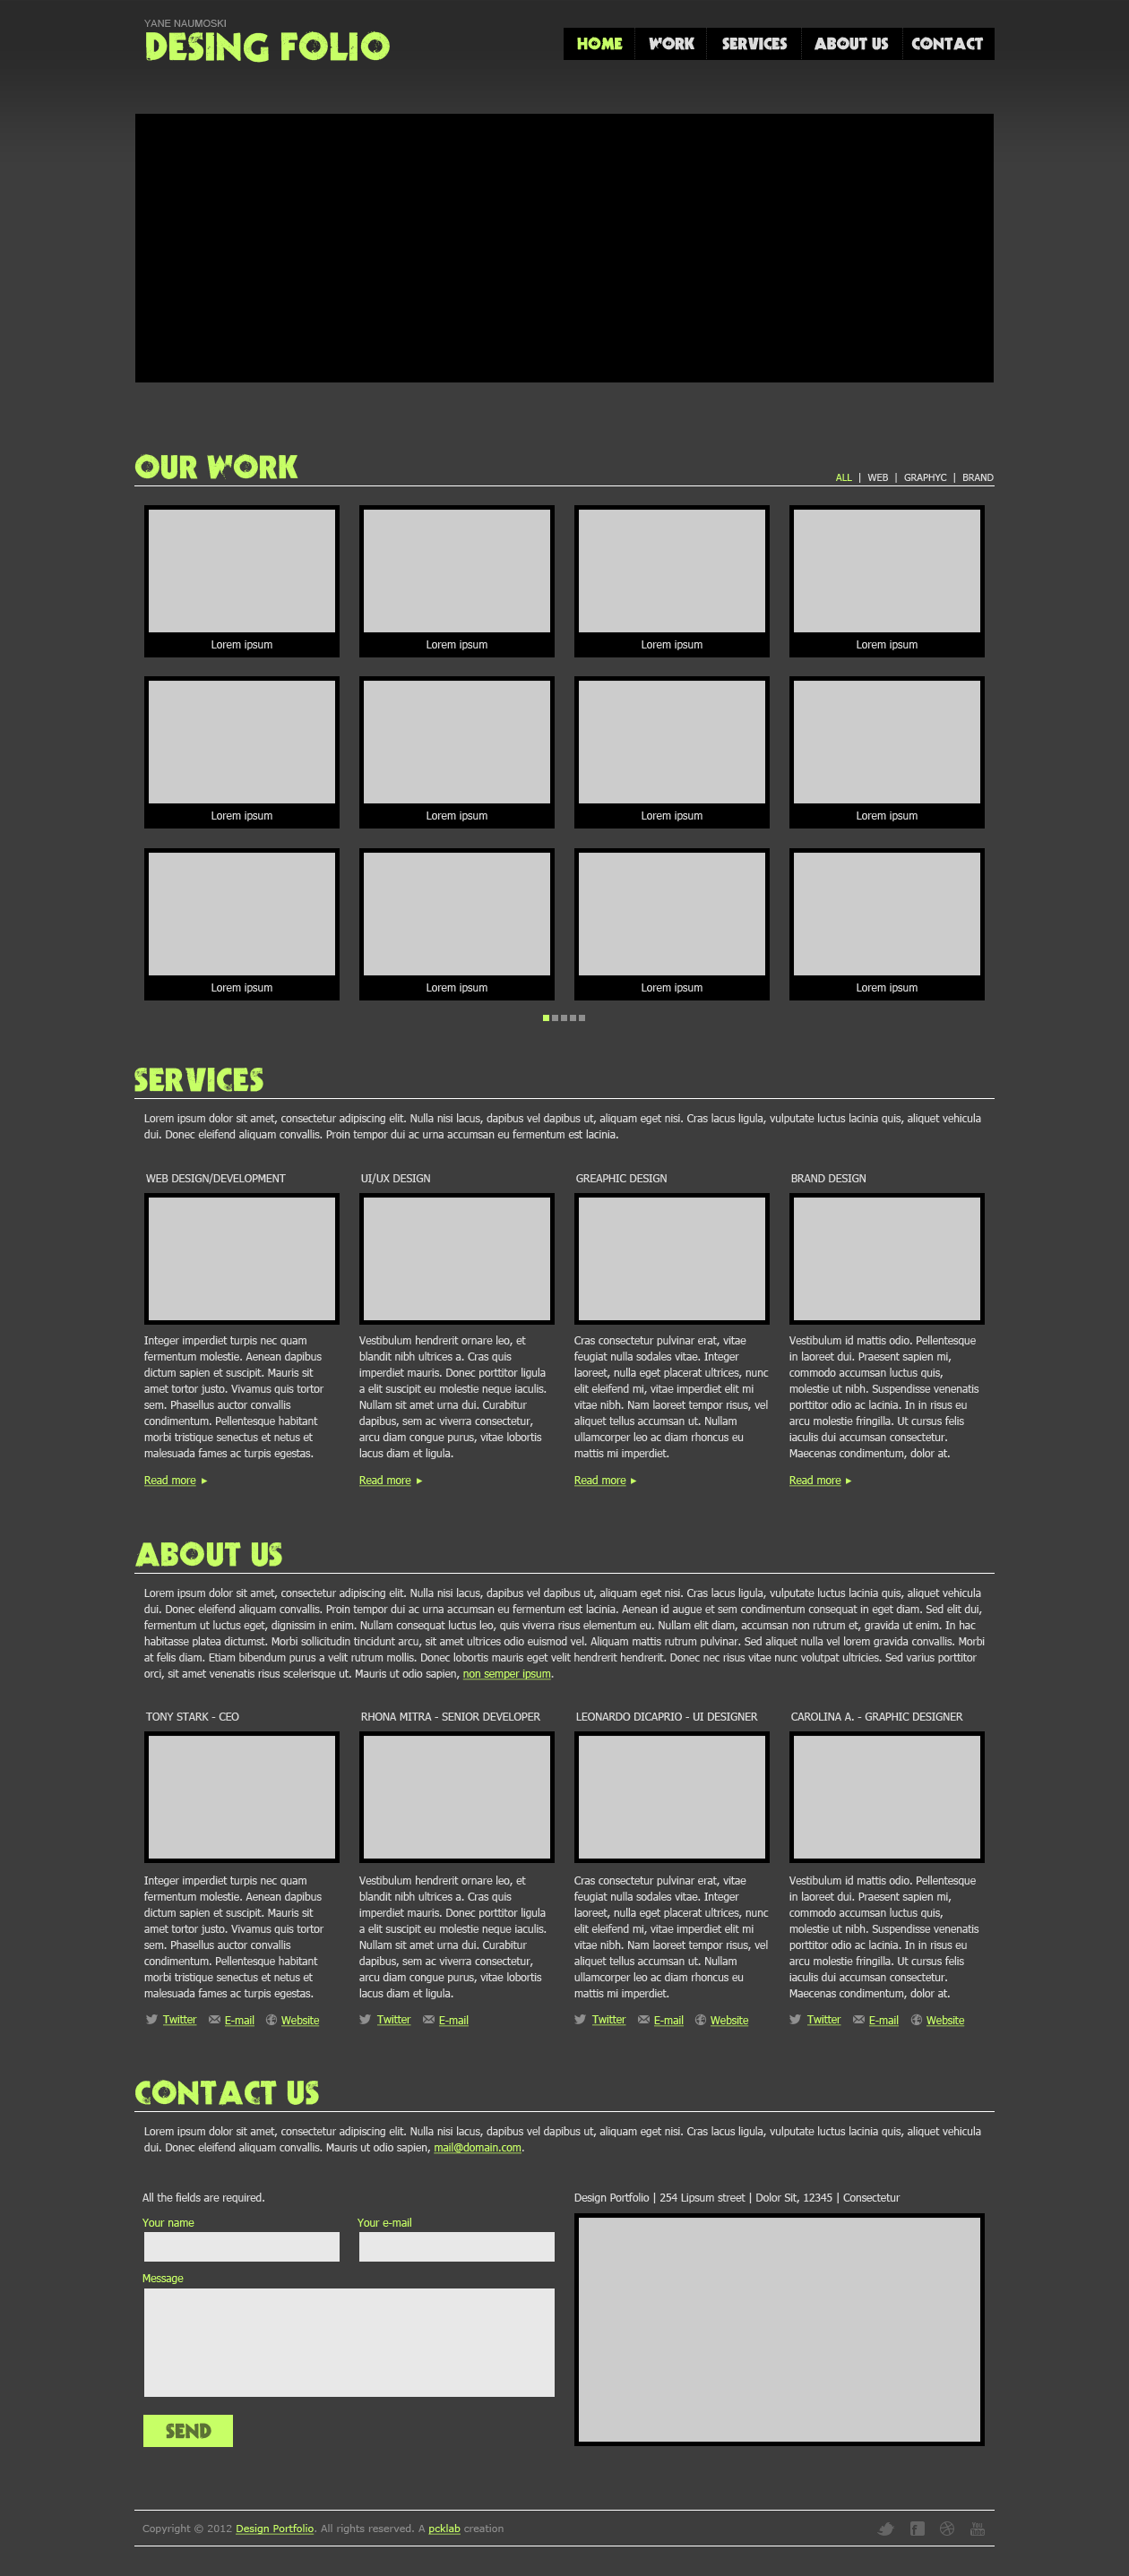 YANE NAUMOSKI
DESING FOLIO
HOME WORK SERVICES ABOUT US CONTACT
OUR WORK
ALL | WEB | GRAPHYC | BRAND
Lorem ipsum Lorem ipsum Lorem ipsum Lorem ipsum
Lorem ipsum Lorem ipsum Lorem ipsum Lorem ipsum
Lorem ipsum Lorem ipsum Lorem ipsum Lorem ipsum
SERVICES
Lorem ipsum dolor sit amet, consectetur adipiscing elit. Nulla nisi lacus, dapibus vel dapibus ut, aliquam eget nisi. Cras lacus ligula, vulputate luctus lacinia quis, aliquet vehicula
dui. Donec eleifend aliquam convallis. Proin tempor dui ac urna accumsan eu fermentum est lacinia.
WEB DESIGN/DEVELOPMENT
Integer imperdiet turpis nec quam
fermentum molestie. Aenean dapibus
dictum sapien et suscipit. Mauris sit
amet tortor justo. Vivamus quis tortor
sem. Phasellus auctor convallis
condimentum. Pellentesque habitant
morbi tristique senectus et netus et
malesuada fames ac turpis egestas.
Read more
UI/UX DESIGN
Vestibulum hendrerit ornare leo, et
blandit nibh ultrices a. Cras quis
imperdiet mauris. Donec porttitor ligula
a elit suscipit eu molestie neque iaculis.
Nullam sit amet urna dui. Curabitur
dapibus, sem ac viverra consectetur,
arcu diam congue purus, vitae lobortis
lacus diam et ligula.
Read more
GREAPHIC DESIGN
Cras consectetur pulvinar erat, vitae
feugiat nulla sodales vitae. Integer
laoreet, nulla eget placerat ultrices, nunc
elit eleifend mi, vitae imperdiet elit mi
vitae nibh. Nam laoreet tempor risus, vel
aliquet tellus accumsan ut. Nullam
ullamcorper leo ac diam rhoncus eu
mattis mi imperdiet.
Read more
BRAND DESIGN
Vestibulum id mattis odio. Pellentesque
in laoreet dui. Praesent sapien mi,
commodo accumsan luctus quis,
molestie ut nibh. Suspendisse venenatis
porttitor odio ac lacinia. In in risus eu
arcu molestie fringilla. Ut cursus felis
iaculis dui accumsan consectetur.
Maecenas condimentum, dolor at.
Read more
ABOUT US
Lorem ipsum dolor sit amet, consectetur adipiscing elit. Nulla nisi lacus, dapibus vel dapibus ut, aliquam eget nisi. Cras lacus ligula, vulputate luctus lacinia quis, aliquet vehicula
dui. Donec eleifend aliquam convallis. Proin tempor dui ac urna accumsan eu fermentum est lacinia. Aenean id augue et sem condimentum consequat in eget diam. Sed elit dui,
fermentum ut luctus eget, dignissim in enim. Nullam consequat luctus leo, quis viverra risus elementum eu. Nullam elit diam, accumsan non rutrum et, gravida ut enim. In hac
habitasse platea dictumst. Morbi sollicitudin tincidunt arcu, sit amet ultrices odio euismod vel. Aliquam mattis rutrum pulvinar. Sed aliquet nulla vel lorem gravida convallis. Morbi
at felis diam. Etiam bibendum purus a velit rutrum mollis. Donec lobortis mauris eget velit hendrerit hendrerit. Donec nec risus vitae nunc volutpat ultricies. Sed varius porttitor
orci, sit amet venenatis risus scelerisque ut. Mauris ut odio sapien, non semper ipsum.
TONY STARK - CEO
Integer imperdiet turpis nec quam
fermentum molestie. Aenean dapibus
dictum sapien et suscipit. Mauris sit
amet tortor justo. Vivamus quis tortor
sem. Phasellus auctor convallis
condimentum. Pellentesque habitant
morbi tristique senectus et netus et
malesuada fames ac turpis egestas.
Twitter E-mail Website
RHONA MITRA - SENIOR DEVELOPER
Vestibulum hendrerit ornare leo, et
blandit nibh ultrices a. Cras quis
imperdiet mauris. Donec porttitor ligula
a elit suscipit eu molestie neque iaculis.
Nullam sit amet urna dui. Curabitur
dapibus, sem ac viverra consectetur,
arcu diam congue purus, vitae lobortis
lacus diam et ligula.
Twitter E-mail
LEONARDO DICAPRIO - UI DESIGNER
Cras consectetur pulvinar erat, vitae
feugiat nulla sodales vitae. Integer
laoreet, nulla eget placerat ultrices, nunc
elit eleifend mi, vitae imperdiet elit mi
vitae nibh. Nam laoreet tempor risus, vel
aliquet tellus accumsan ut. Nullam
ullamcorper leo ac diam rhoncus eu
mattis mi imperdiet.
Twitter E-mail Website
CAROLINA A. - GRAPHIC DESIGNER
Vestibulum id mattis odio. Pellentesque
in laoreet dui. Praesent sapien mi,
commodo accumsan luctus quis,
molestie ut nibh. Suspendisse venenatis
porttitor odio ac lacinia. In in risus eu
arcu molestie fringilla. Ut cursus felis
iaculis dui accumsan consectetur.
Maecenas condimentum, dolor at.
Twitter E-mail Website
CONTACT US
Lorem ipsum dolor sit amet, consectetur adipiscing elit. Nulla nisi lacus, dapibus vel dapibus ut, aliquam eget nisi. Cras lacus ligula, vulputate luctus lacinia quis, aliquet vehicula
dui. Donec eleifend aliquam convallis. Mauris ut odio sapien, mail@domain.com.
All the fields are required.
Your name Your e-mail
Message
SEND
Design Portfolio | 254 Lipsum street | Dolor Sit, 12345 | Consectetur
Copyright © 2012 Design Portfolio. All rights reserved. A pcklab creation
You Tube